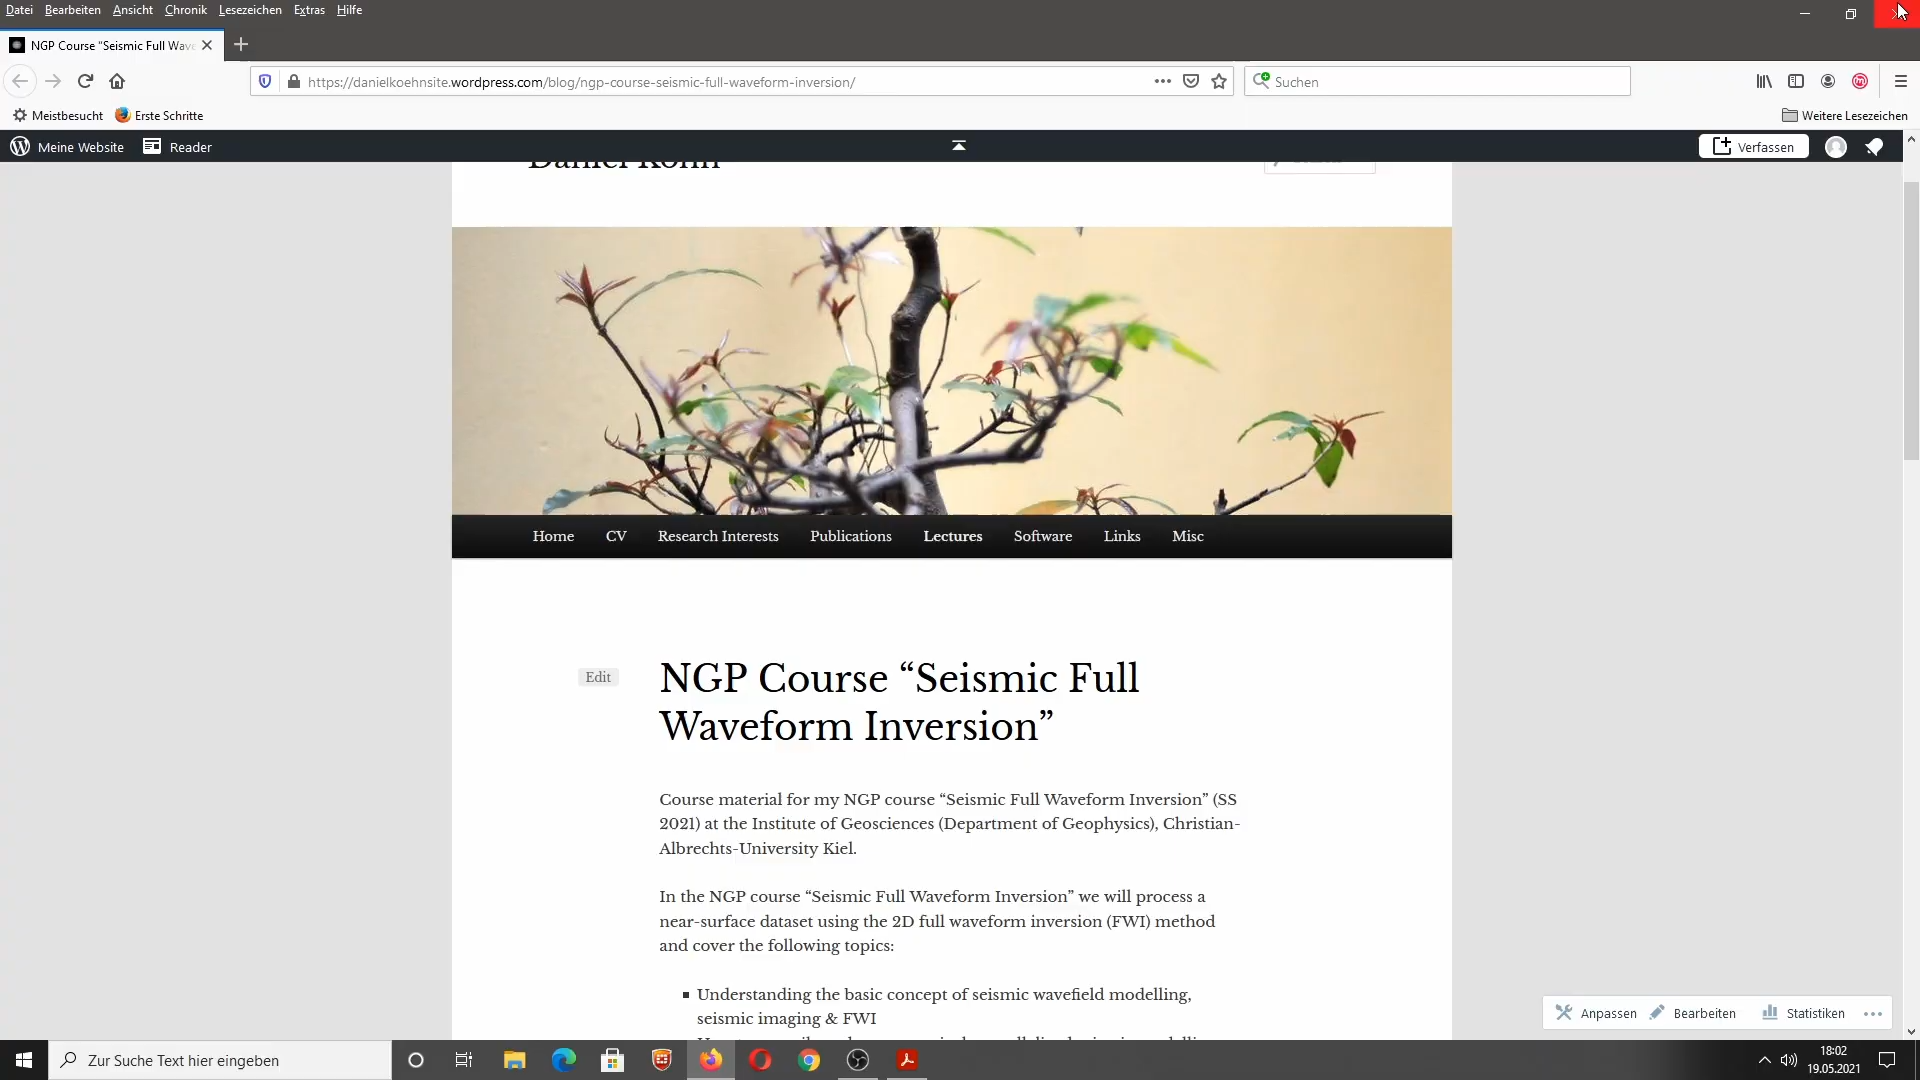 Datei Bearbeiten Ansicht Chronik Lesezeichen Extras Hilfe
NGP Course "Seismic Full Wave
https://danielkoehnsite.wordpress.com/blog/ngp-course-seismic-full-waveform-inversion/
Suchen
Meistbesucht Erste Schritte
Weitere Lesezeichen
Meine Website Reader
Verfassen
Home CV Research Interests Publications Lectures Software Links Misc
Edit
NGP Course “Seismic Full
Waveform Inversion”
Course material for my NGP course “Seismic Full Waveform Inversion” (SS
2021) at the Institute of Geosciences (Department of Geophysics), Christian-
Albrechts-University Kiel.
In the NGP course “Seismic Full Waveform Inversion” we will process a
near-surface dataset using the 2D full waveform inversion (FWI) method
and cover the following topics:
Understanding the basic concept of seismic wavefield modelling,
seismic imaging & FWI
Anpassen Bearbeiten Statistiken
Zur Suche Text hier eingeben
18:02
19.05.2021